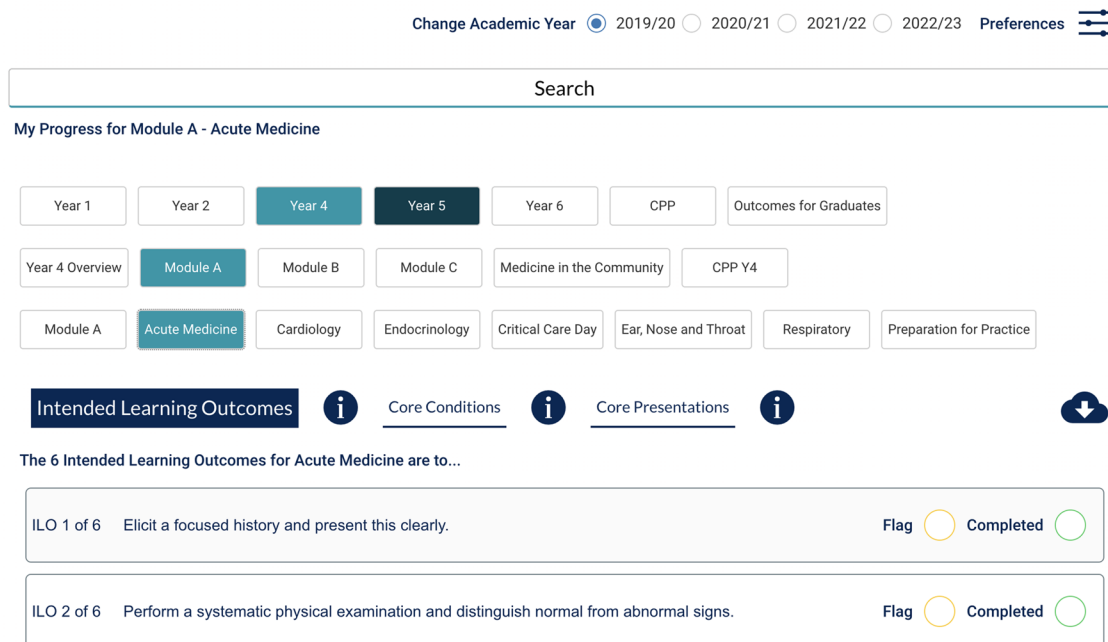 Change Academic Year 2019/20 2020/21 2021/22 2022/23 Preferences
Search
My Progress for Module A - Acute Medicine
Year 1 Year 2 Year 4 Year 5 Year 6 CPP Outcomes for Graduates
Year 4 Overview Module A Module B Module C Medicine in the Community CPP Y4
Module A Acute Medicine Cardiology Endocrinology Critical Care Day Ear, Nose and Throat Respiratory Preparation for Practice
Intended Learning Outcomes i Core Conditions i Core Presentations i
The 6 Intended Learning Outcomes for Acute Medicine are to...
ILO 1 of 6 Elicit a focused history and present this clearly. Flag Completed
ILO 2 of 6 Perform a systematic physical examination and distinguish normal from abnormal signs. Flag Completed